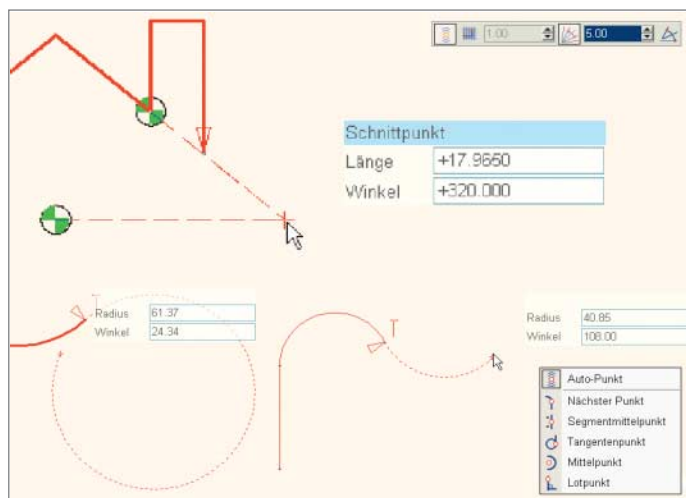 1.00 5.00
Schnittpunkt
Länge +17.9650
Winkel +320.000
T
Radius 61.37
Winkel 24.34
T
Radius 40.85
Winkel 108.00
Auto-Punkt
Nächster Punkt
Segmentmittelpunkt
Tangentenpunkt
Mittelpunkt
Lotpunkt